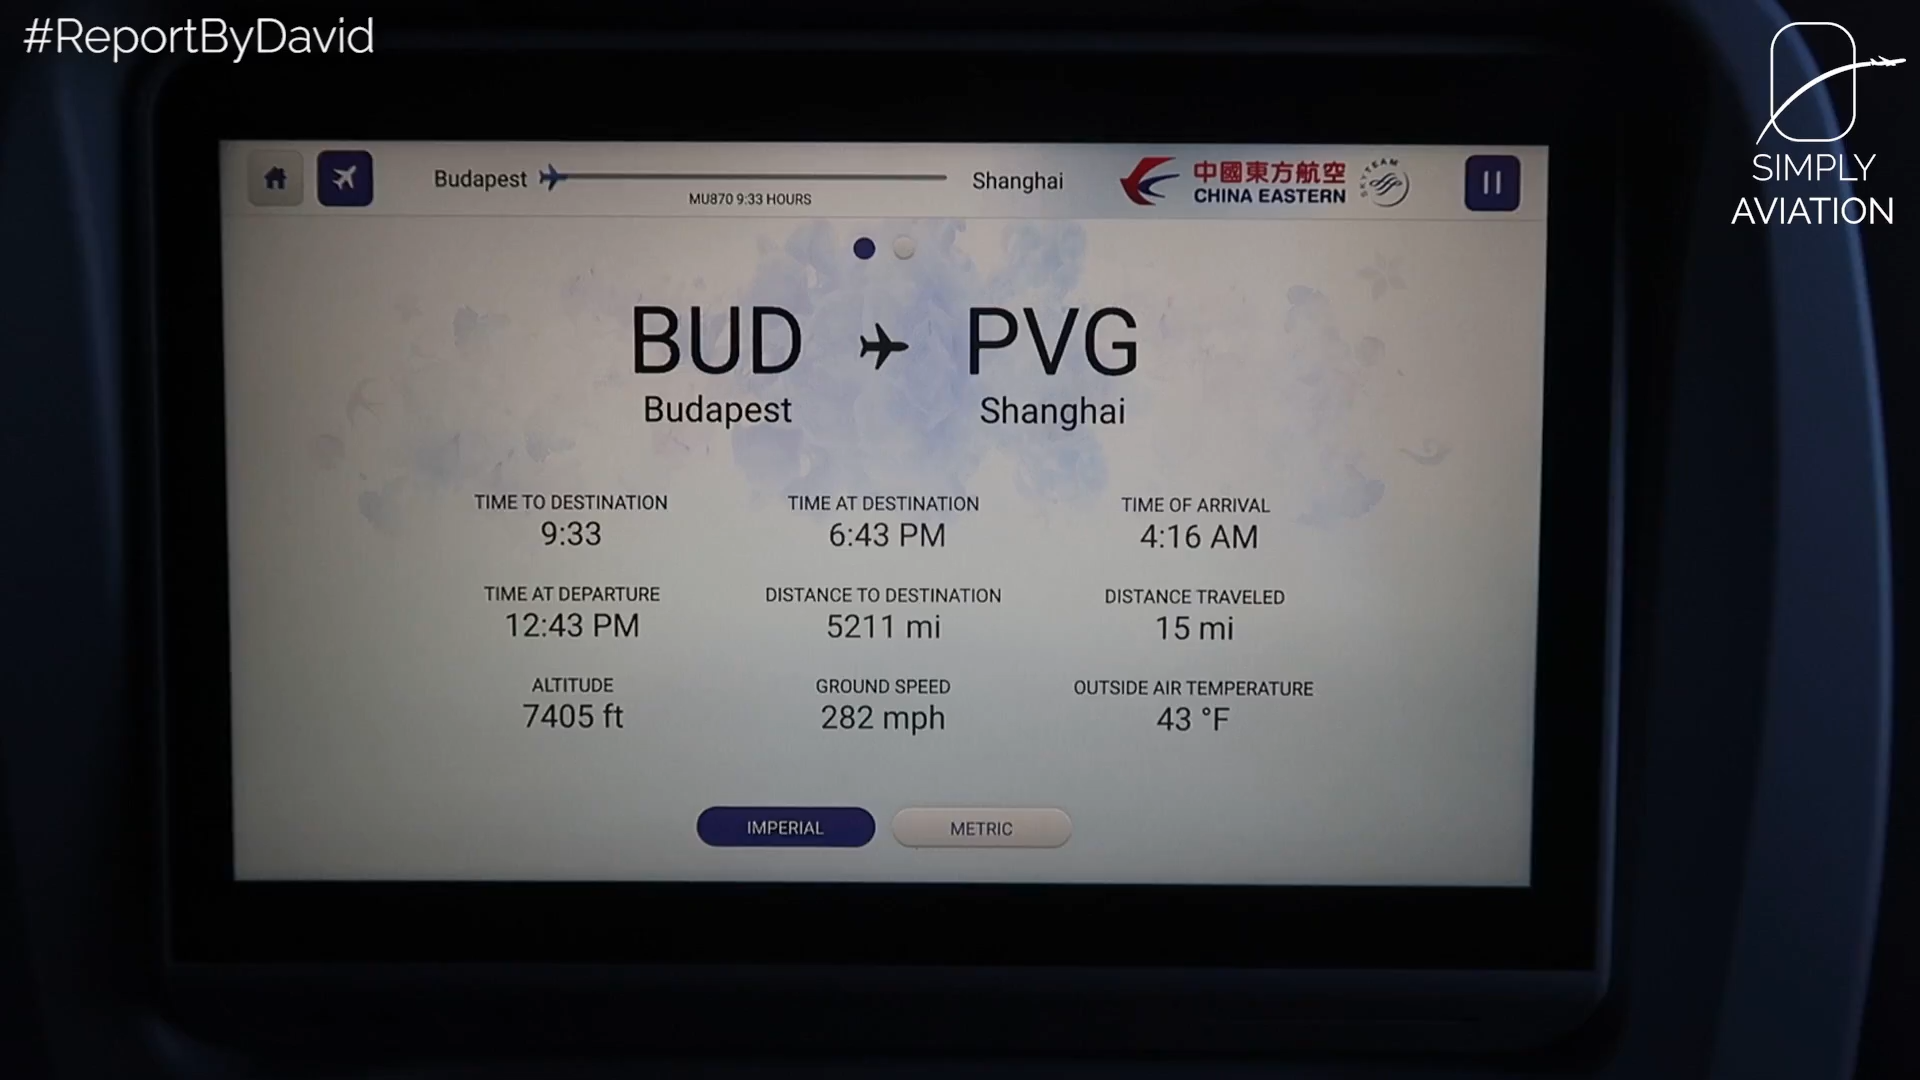 #ReportByDavid
SIMPLY
AVIATION
Budapest
MU870 9:33 HOURS
Shanghai
中國東方航空
CHINA EASTERN
SKYTEAM
BUD
PVG
Budapest
Shanghai
TIME TO DESTINATION
9:33
TIME AT DESTINATION
6:43 PM
TIME OF ARRIVAL
4:16 AM
TIME AT DEPARTURE
12:43 PM
DISTANCE TO DESTINATION
5211 mi
DISTANCE TRAVELED
15 mi
ALTITUDE
7405 ft
GROUND SPEED
282 mph
OUTSIDE AIR TEMPERATURE
43 °F
IMPERIAL
METRIC